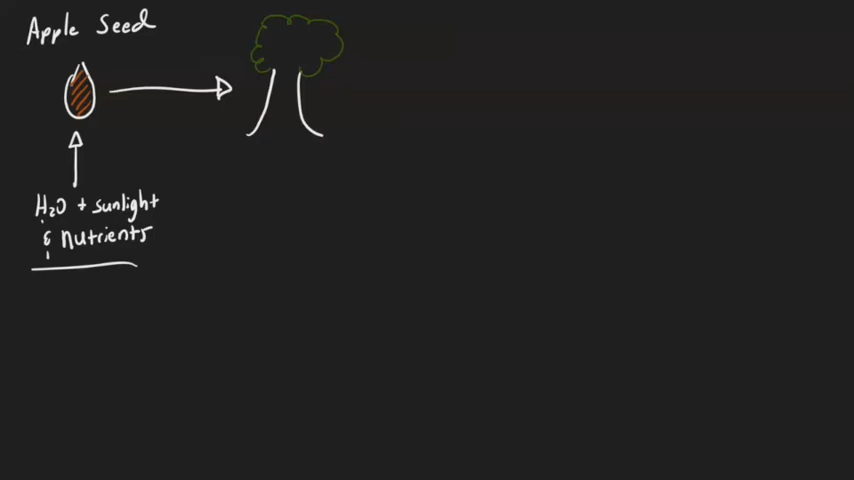 Apple Seed
H₂O + sunlight
& Nutrients